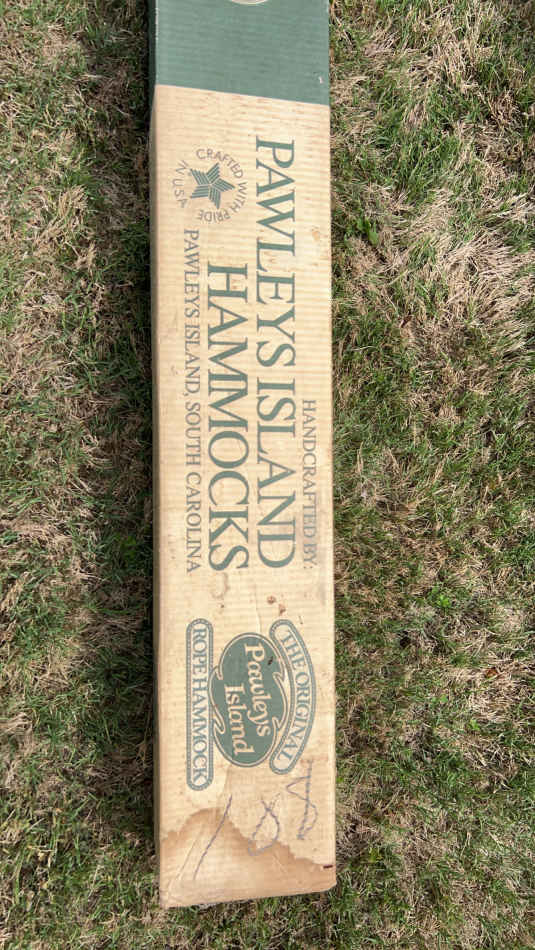 HANDCRAFTED BY:
PAWLEYS ISLAND
HAMMOCKS
PAWLEYS ISLAND, SOUTH CAROLINA
CRAFTED WITH PRIDE
IN USA
THE ORIGINAL
Pawleys
Island
ROPE HAMMOCK